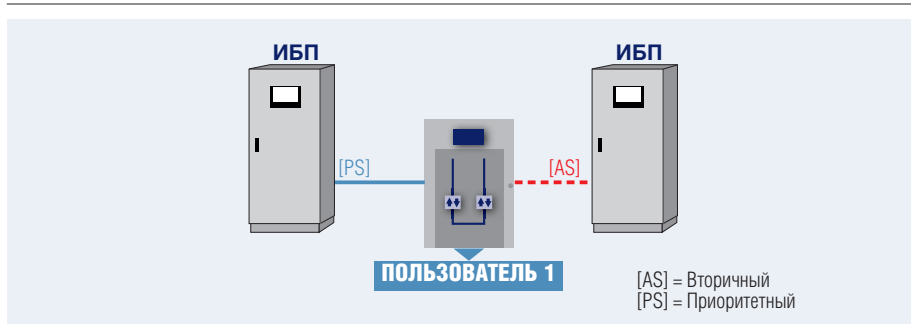 ИБП ИБП
[PS] [AS]
ПОЛЬЗОВАТЕЛЬ 1
[AS] = Вторичный
[PS] = Приоритетный